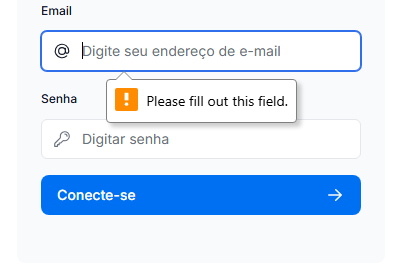 Email
@ Digite seu endereço de e-mail
Please fill out this field.
Senha
Digitar senha
Conecte-se